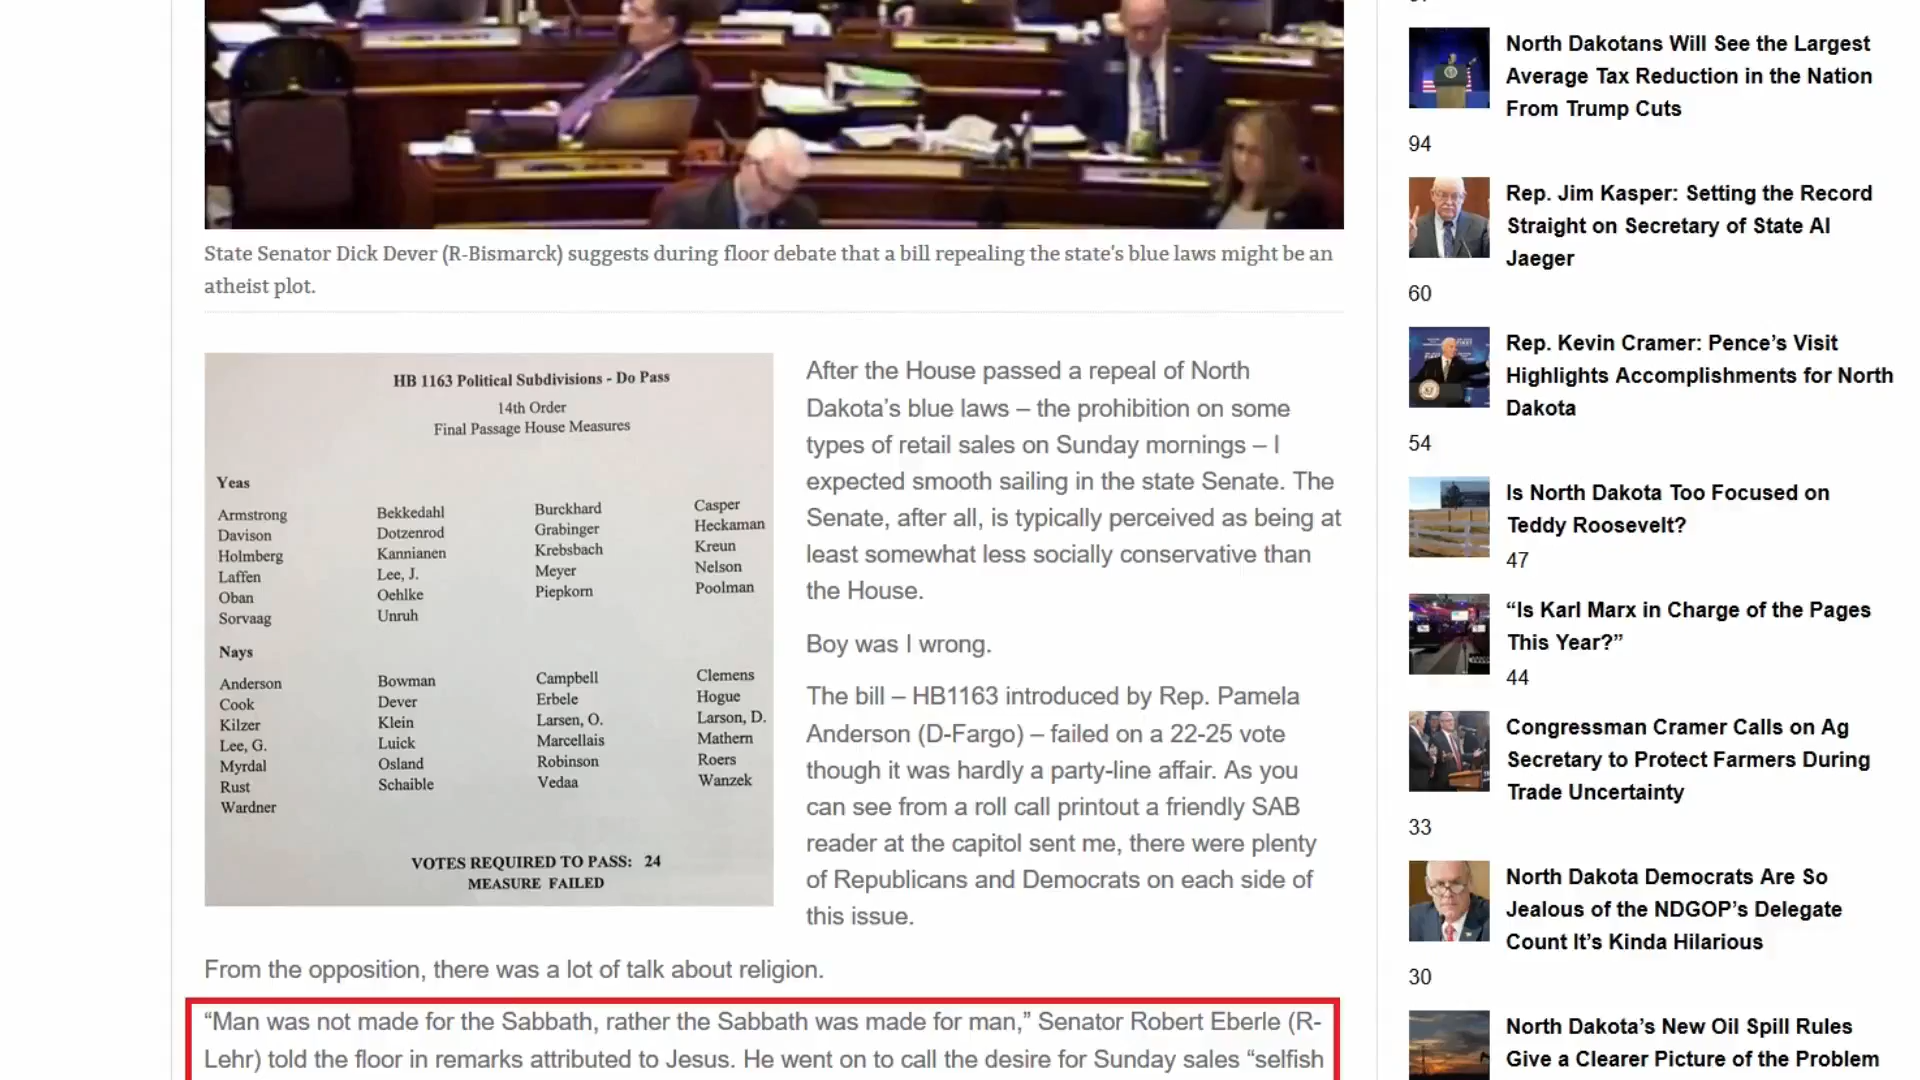 State Senator Dick Dever (R-Bismarck) suggests during floor debate that a bill repealing the state's blue laws might be an
atheist plot.
HB 1163 Political Subdivisions - Do Pass
14th Order
Final Passage House Measures
Yeas
Armstrong Bekkedahl Burckhard Casper
Davison Dotzenrod Grabinger Heckaman
Holmberg Kannianen Krebsbach Kreun
Laffen Lee, J. Meyer Nelson
Oban Oehlke Piepkorn Poolman
Sorvaag Unruh
Nays
Anderson Bowman Campbell Clemens
Cook Dever Erbele Hogue
Kilzer Klein Larsen, O. Larson, D.
Lee, G. Luick Marcellais Mathern
Myrdal Osland Robinson Roers
Rust Schaible Vedaa Wanzek
Wardner
VOTES REQUIRED TO PASS: 24
MEASURE FAILED
After the House passed a repeal of North
Dakota’s blue laws – the prohibition on some
types of retail sales on Sunday mornings – I
expected smooth sailing in the state Senate. The
Senate, after all, is typically perceived as being at
least somewhat less socially conservative than
the House.
Boy was I wrong.
The bill – HB1163 introduced by Rep. Pamela
Anderson (D-Fargo) – failed on a 22-25 vote
though it was hardly a party-line affair. As you
can see from a roll call printout a friendly SAB
reader at the capitol sent me, there were plenty
of Republicans and Democrats on each side of
this issue.
From the opposition, there was a lot of talk about religion.
“Man was not made for the Sabbath, rather the Sabbath was made for man,” Senator Robert Eberle (R-
Lehr) told the floor in remarks attributed to Jesus. He went on to call the desire for Sunday sales “selfish
North Dakotans Will See the Largest
Average Tax Reduction in the Nation
From Trump Cuts
94
Rep. Jim Kasper: Setting the Record
Straight on Secretary of State Al
Jaeger
60
Rep. Kevin Cramer: Pence’s Visit
Highlights Accomplishments for North
Dakota
54
Is North Dakota Too Focused on
Teddy Roosevelt?
47
“Is Karl Marx in Charge of the Pages
This Year?”
44
Congressman Cramer Calls on Ag
Secretary to Protect Farmers During
Trade Uncertainty
33
North Dakota Democrats Are So
Jealous of the NDGOP’s Delegate
Count It’s Kinda Hilarious
30
North Dakota’s New Oil Spill Rules
Give a Clearer Picture of the Problem